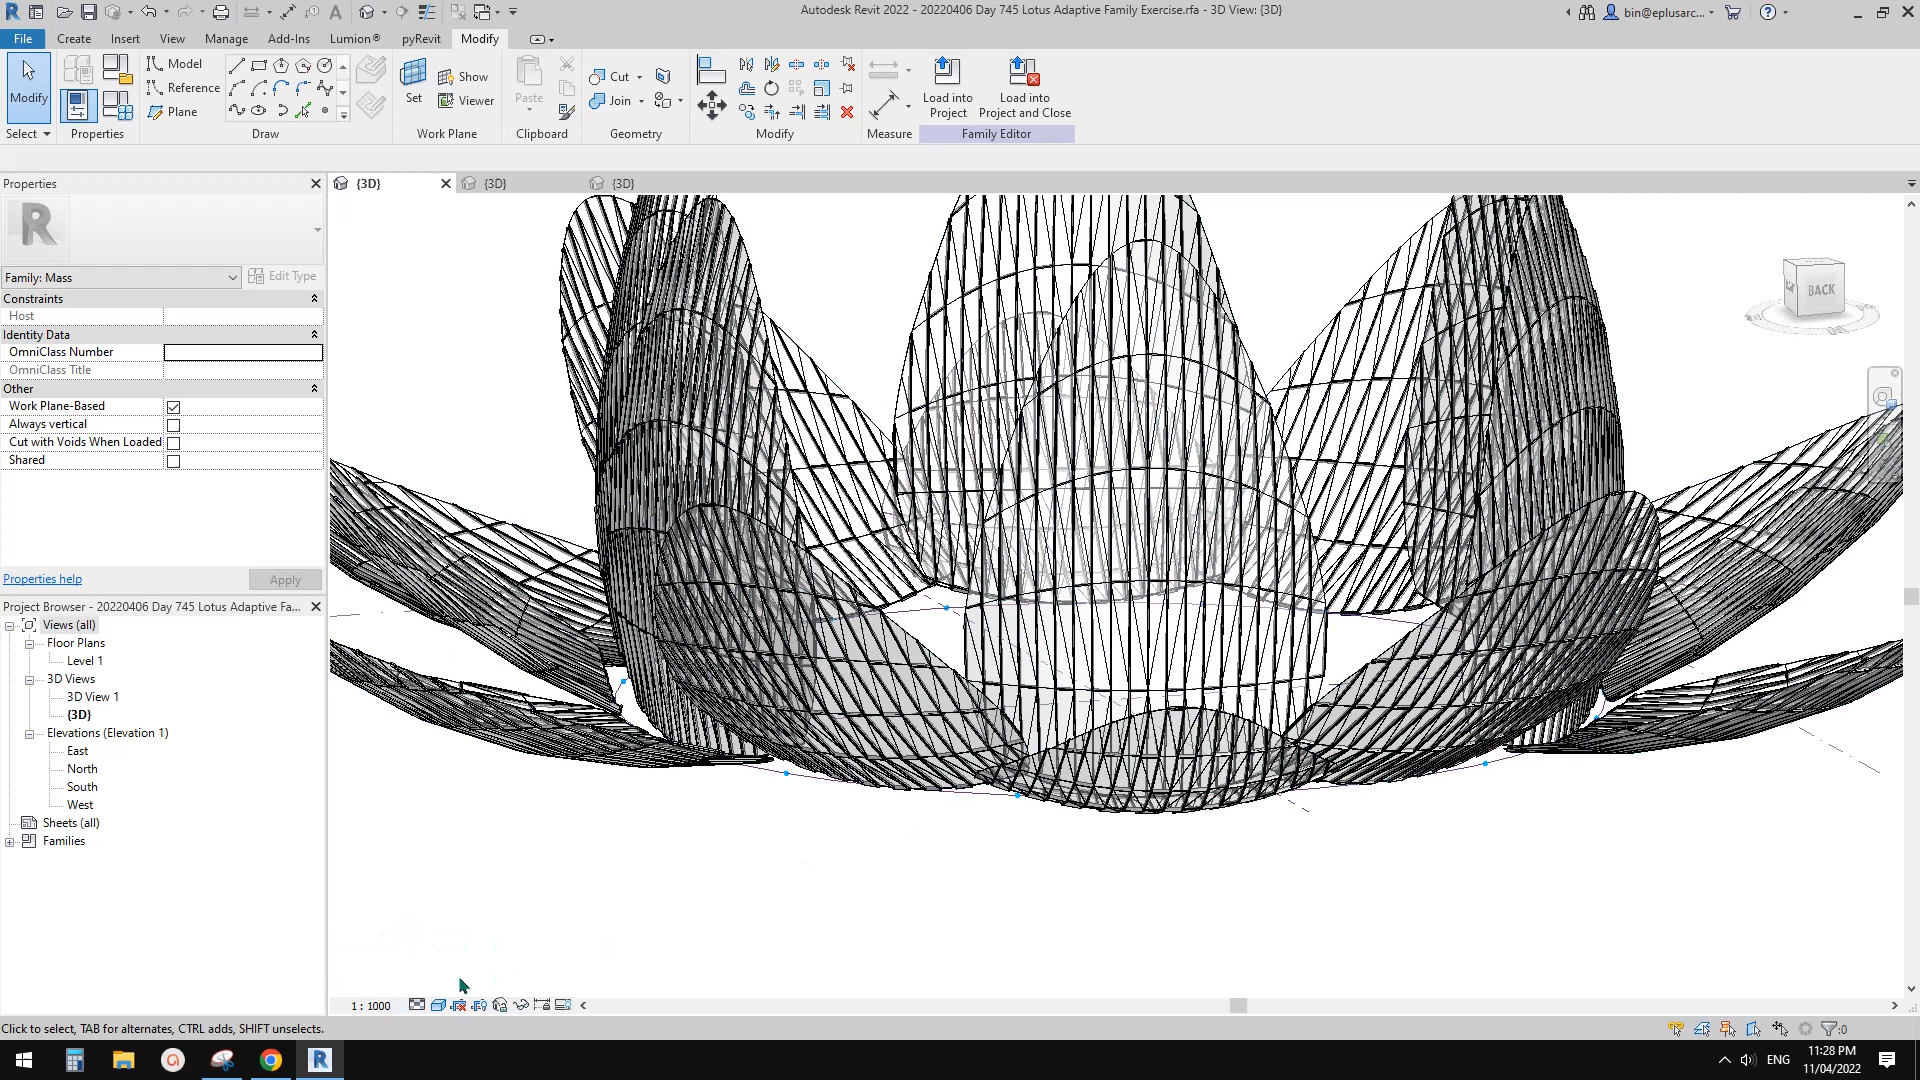 Autodesk Revit 2022 - 20220406 Day 745 Lotus Adaptive Family Exercise.rfa - 3D View: {3D}
bin@eplusarc...
File Create Insert View Manage Add-Ins Lumion® pyRevit Modify
Modify
Select
Properties
Model
Reference
Plane
Draw
Set
Show
Viewer
Work Plane
Paste
Clipboard
Cut
Join
Geometry
Modify
Measure
Load into
Project
Load into
Project and Close
Family Editor
Properties
{3D}
{3D}
{3D}
R
Family: Mass
Edit Type
Constraints
Host
Identity Data
OmniClass Number
OmniClass Title
Other
Work Plane-Based
Always vertical
Cut with Voids When Loaded
Shared
Properties help
Apply
BACK
Project Browser - 20220406 Day 745 Lotus Adaptive Fa...
Views (all)
Floor Plans
Level 1
3D Views
3D View 1
{3D}
Elevations (Elevation 1)
East
North
South
West
Sheets (all)
Families
1 : 1000
Click to select, TAB for alternates, CTRL adds, SHIFT unselects.
:0
ENG
11:28 PM
11/04/2022